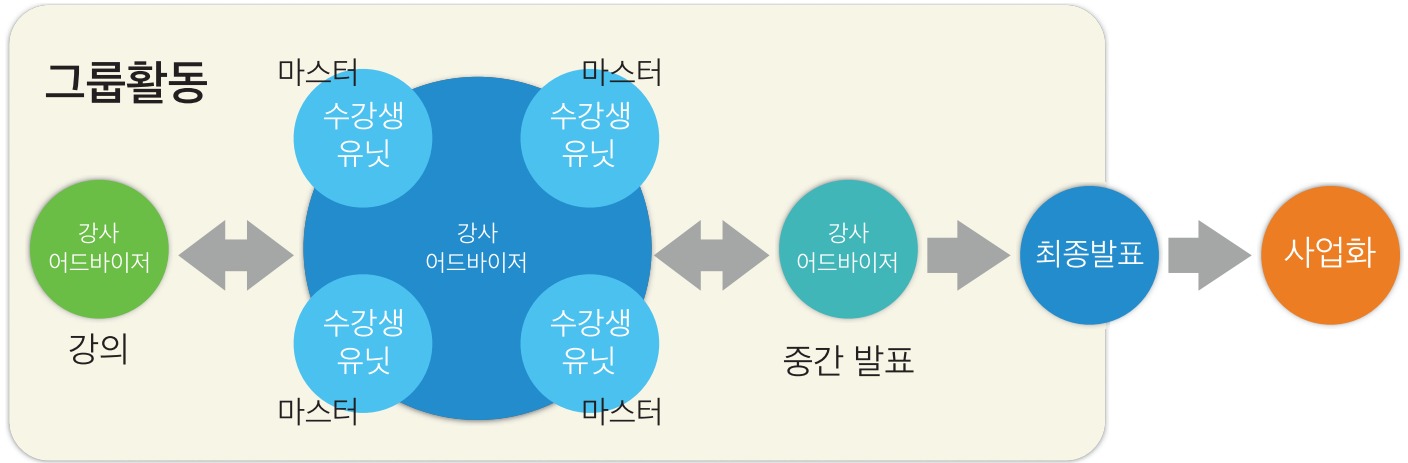 그룹활동
마스터
마스터
수강생
유닛
수강생
유닛
강사
어드바이저
강의
강사
어드바이저
수강생
유닛
수강생
유닛
마스터
마스터
강사
어드바이저
중간 발표
최종발표
사업화